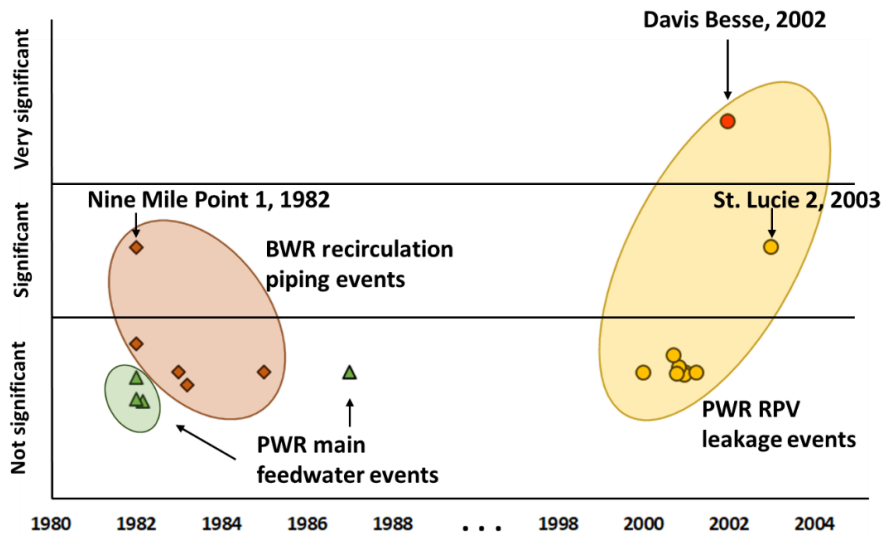 Davis Besse, 2002
Very significant
Nine Mile Point 1, 1982
St. Lucie 2, 2003
Significant
BWR recirculation
piping events
Not significant
PWR RPV
leakage events
PWR main
feedwater events
1980 1982 1984 1986 1988 ... 1998 2000 2002 2004